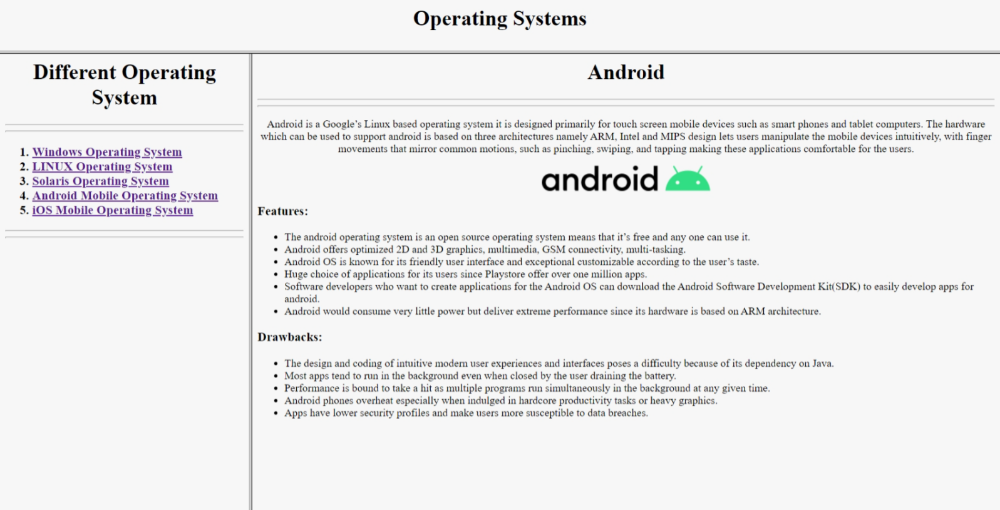 Operating Systems
Different Operating
System
1. Windows Operating System
2. LINUX Operating System
3. Solaris Operating System
4. Android Mobile Operating System
5. iOS Mobile Operating System
Android
Android is a Google’s Linux based operating system it is designed primarily for touch screen mobile devices such as smart phones and tablet computers. The hardware
which can be used to support android is based on three architectures namely ARM, Intel and MIPS design lets users manipulate the mobile devices intuitively, with finger
movements that mirror common motions, such as pinching, swiping, and tapping making these applications comfortable for the users.
android
Features:
• The android operating system is an open source operating system means that it’s free and any one can use it.
• Android offers optimized 2D and 3D graphics, multimedia, GSM connectivity, multi-tasking.
• Android OS is known for its friendly user interface and exceptional customizable according to the user’s taste.
• Huge choice of applications for its users since Playstore offer over one million apps.
• Software developers who want to create applications for the Android OS can download the Android Software Development Kit(SDK) to easily develop apps for
android.
• Android would consume very little power but deliver extreme performance since its hardware is based on ARM architecture.
Drawbacks:
• The design and coding of intuitive modern user experiences and interfaces poses a difficulty because of its dependency on Java.
• Most apps tend to run in the background even when closed by the user draining the battery.
• Performance is bound to take a hit as multiple programs run simultaneously in the background at any given time.
• Android phones overheat especially when indulged in hardcore productivity tasks or heavy graphics.
• Apps have lower security profiles and make users more susceptible to data breaches.